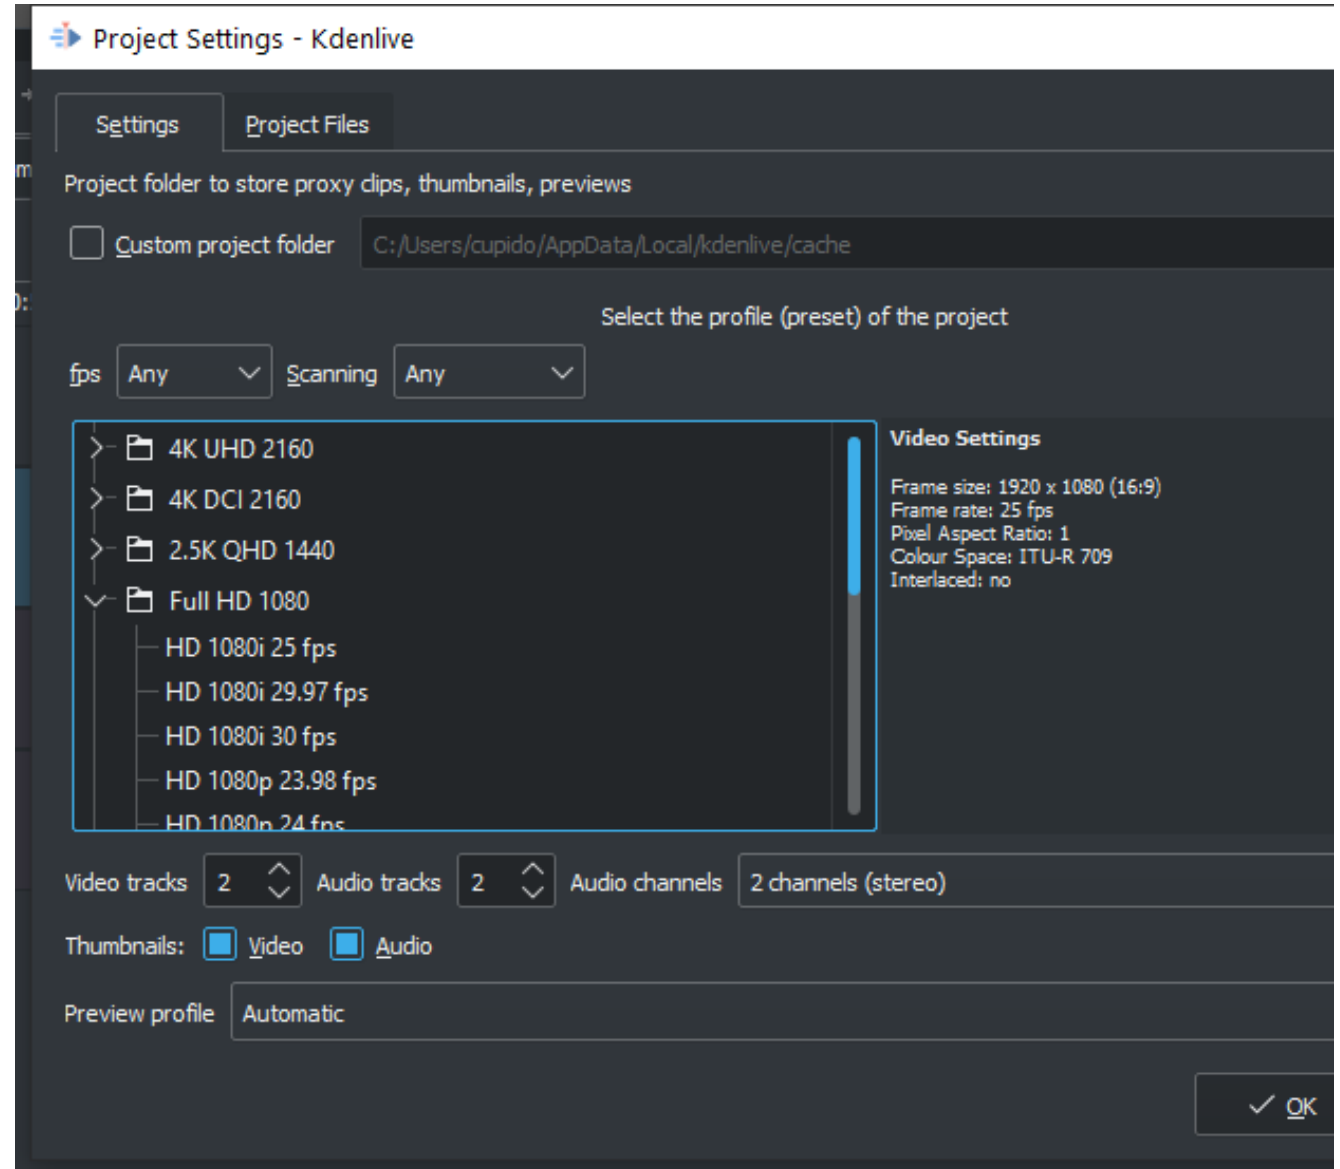 Project Settings - Kdenlive
Settings Project Files
Project folder to store proxy clips, thumbnails, previews
Custom project folder C:/Users/cupido/AppData/Local/kdenlive/cache
Select the profile (preset) of the project
fps Any Scanning Any
4K UHD 2160
4K DCI 2160
2.5K QHD 1440
Full HD 1080
HD 1080i 25 fps
HD 1080i 29.97 fps
HD 1080i 30 fps
HD 1080p 23.98 fps
HD 1080p 24 fps
Video Settings
Frame size: 1920 x 1080 (16:9)
Frame rate: 25 fps
Pixel Aspect Ratio: 1
Colour Space: ITU-R 709
Interlaced: no
Video tracks 2 Audio tracks 2 Audio channels 2 channels (stereo)
Thumbnails: Video Audio
Preview profile Automatic
OK